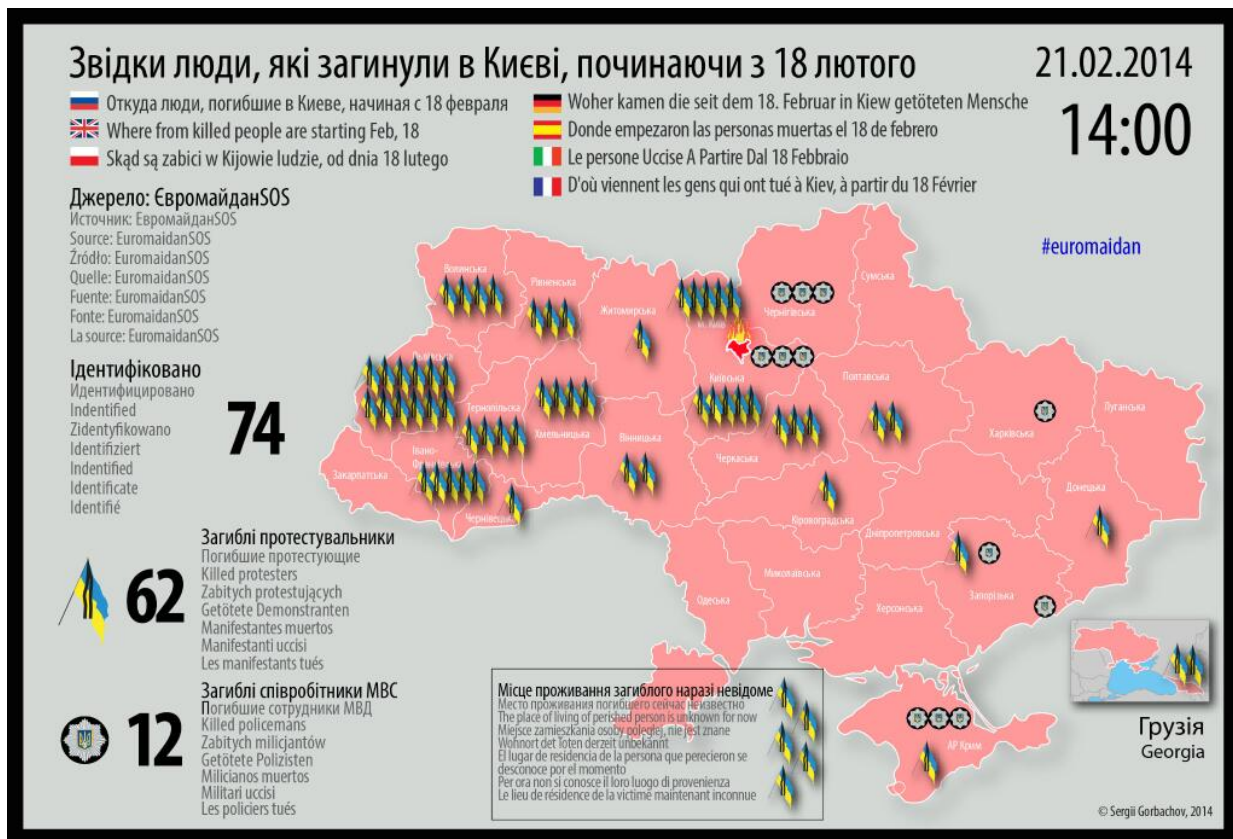 Звідки люди, які загинули в Києві, починаючи з 18 лютого
21.02.2014
14:00
Откуда люди, погибшие в Киеве, начиная с 18 февраля
Where from killed people are starting Feb, 18
Skąd są zabici w Kijowie ludzie, od dnia 18 lutego
Woher kamen die seit dem 18. Februar in Kiew getöteten Mensche
Donde empezaron las personas muertas el 18 de febrero
Le persone Uccise A Partire Dal 18 Febbraio
D'où viennent les gens qui ont tué à Kiev, à partir du 18 Février
Джерело: ЄвромайданSOS
Источник: ЕвромайданSOS
Source: EuromaidanSOS
Źródło: EuromaidanSOS
Quelle: EuromaidanSOS
Fuente: EuromaidanSOS
Fonte: EuromaidanSOS
La source: EuromaidanSOS
#euromaidan
Ідентифіковано
Идентифицировано
Indentified
Zidentyfikowano
Identifiziert
Indentified
Identificate
Identifié
74
Загиблі протестувальники
Погибшие протестующие
Killed protesters
Zabitych protestujących
Getötete Demonstranten
Manifestantes muertos
Manifestanti uccisi
Les manifestants tués
62
Загиблі співробітники МВС
Погибшие сотрудники МВД
Killed policemans
Zabitych milicjantów
Getötete Polizisten
Milicianos muertos
Militari uccisi
Les policiers tués
12
Волинська
Рівненська
Житомирська
м. Київ
Чернігівська
Сумська
Львівська
Тернопільска
Хмельницька
Київська
Полтавська
Харківська
Луганська
Закарпатська
Івано-
Чернівецька
Вінницька
Черкаська
Кіровоградська
Дніпропетровська
Донецька
Одеська
Миколаївська
Херсонська
Запорізька
АР Крим
Місце проживання загиблого наразі невідоме
Место проживания погибшего сейчас неизвестно
The place of living of perished person is unknown for now
Miejsce zamieszkania osoby poległej, nie jest znane
Wohnort det Toten derzeit unbekannt
El lugar de residencia de la persona que perecieron se
desconoce por el momento
Per ora non si conosce il loro luogo di provenienza
Le lieu de résidence de la victime maintenant inconnue
Грузія
Georgia
© Sergii Gorbachov, 2014